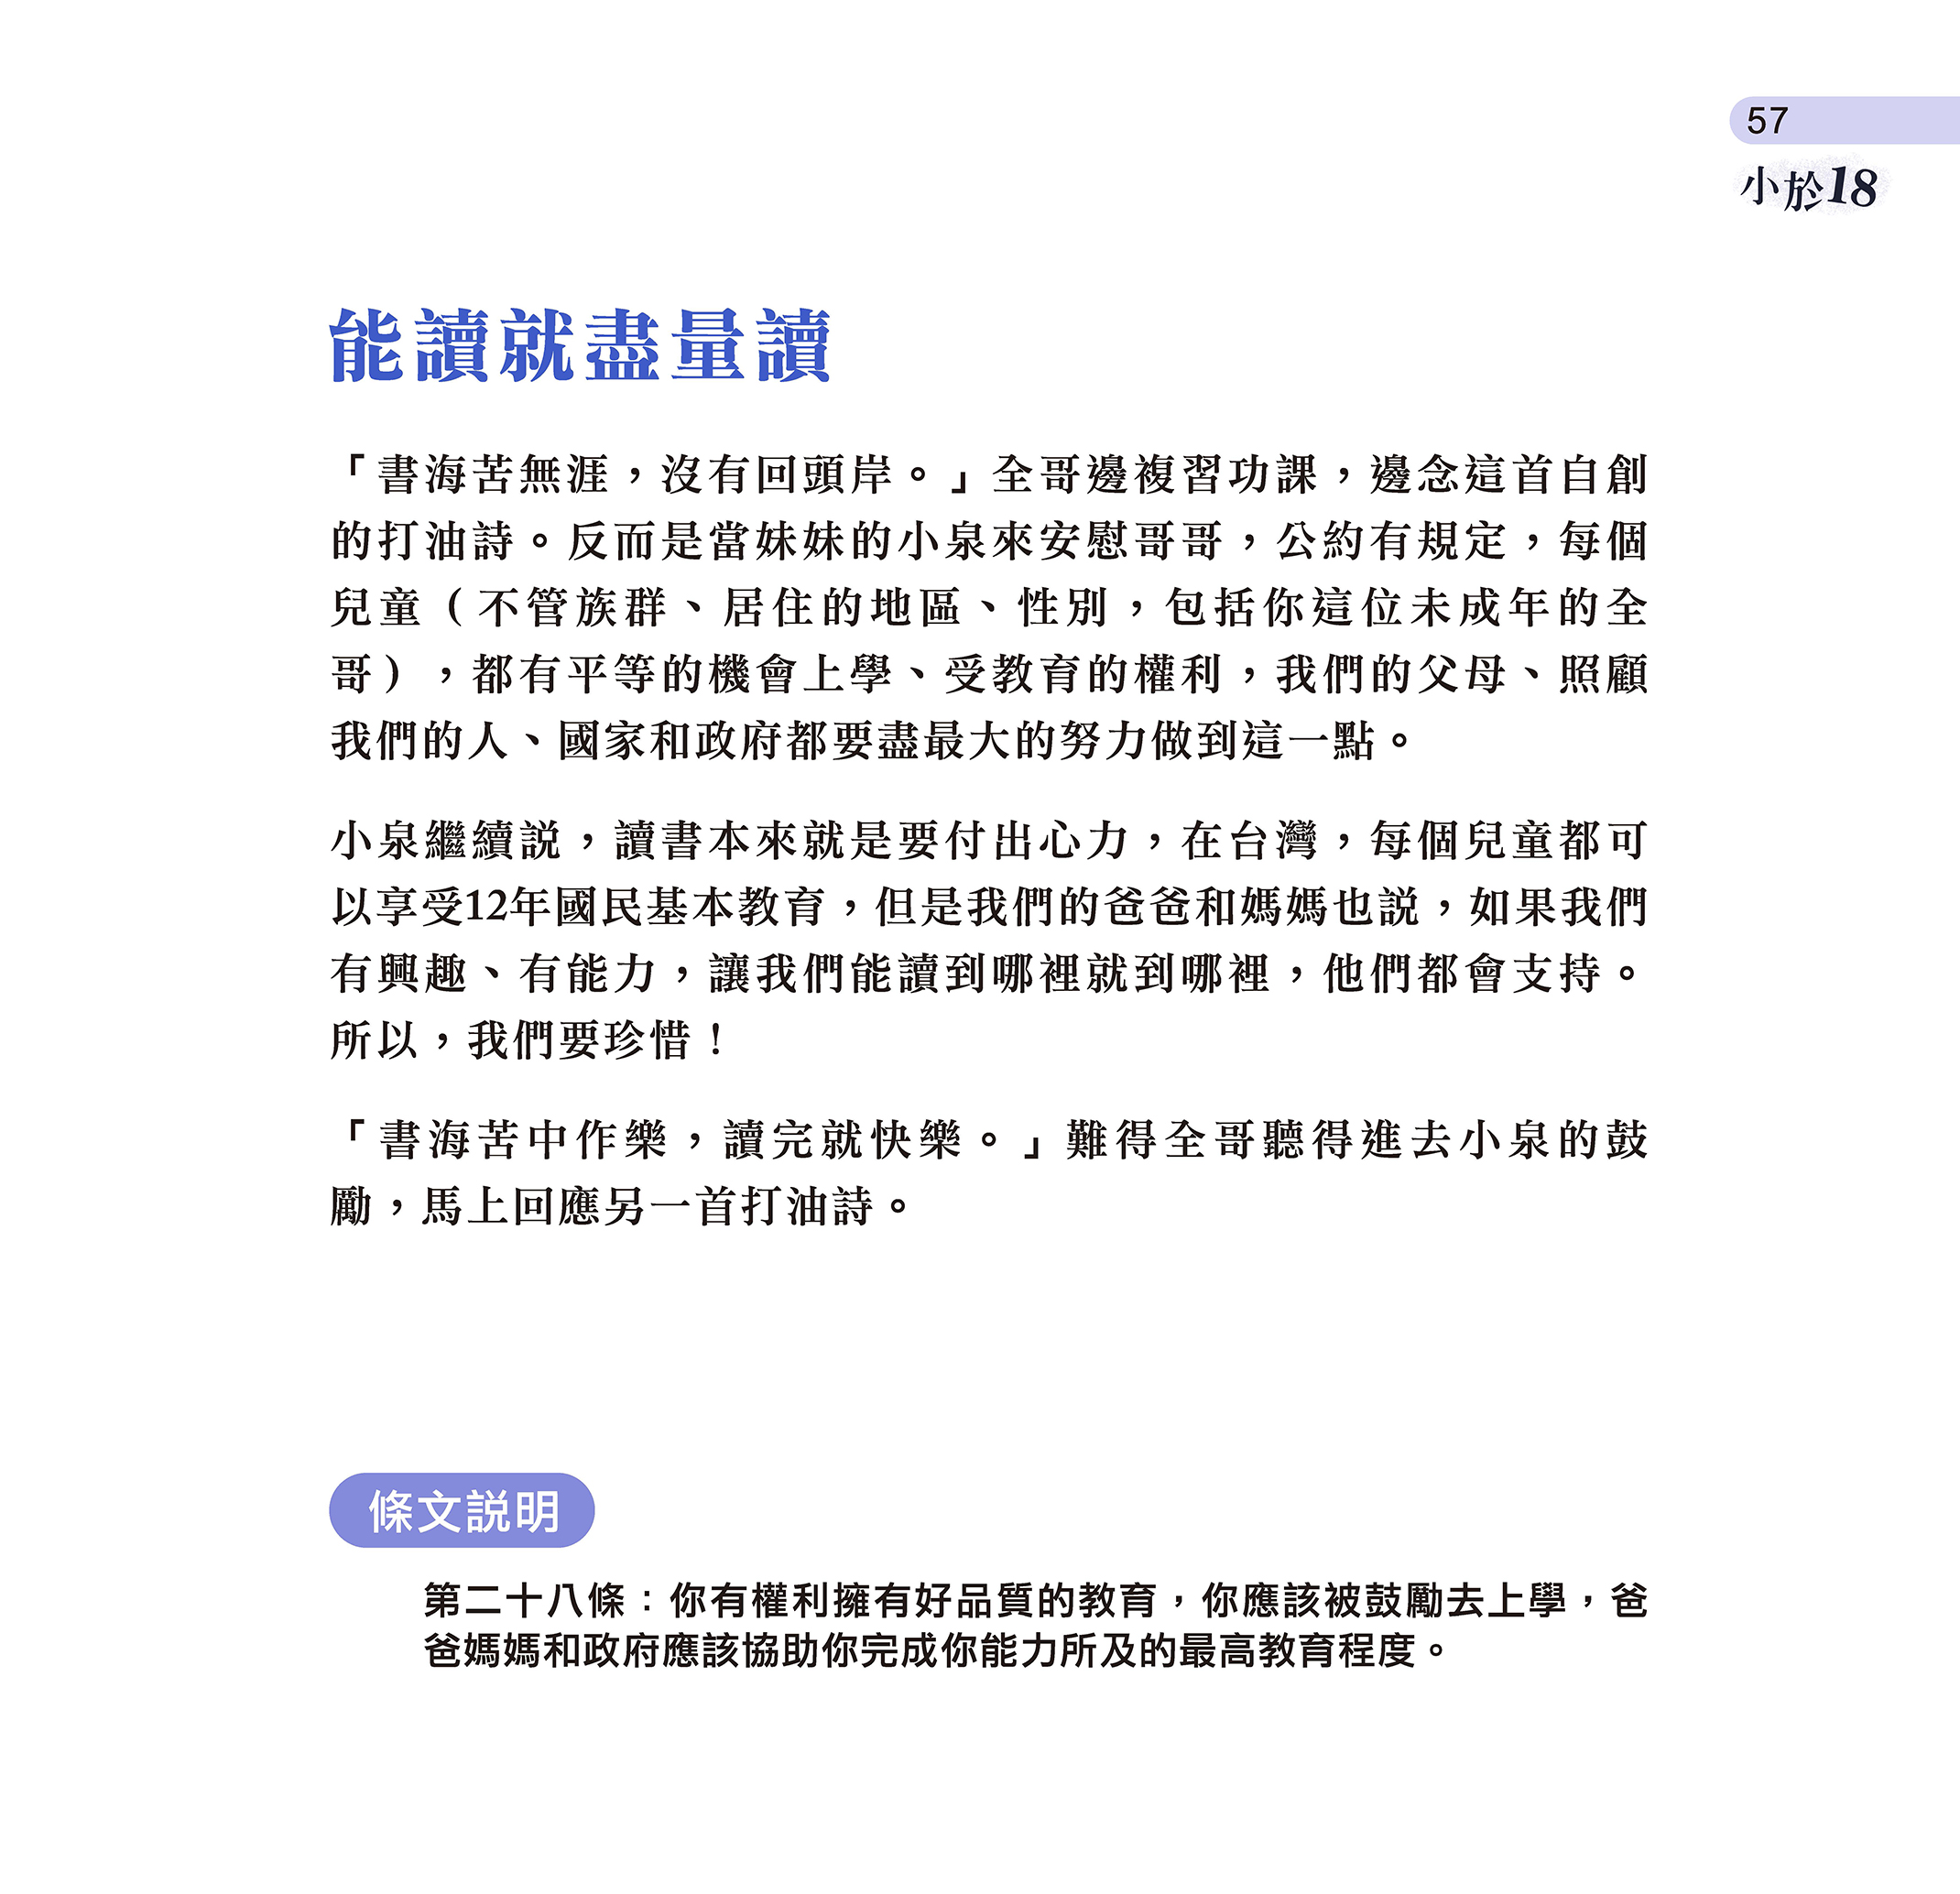 57
小於18
能讀就盡量讀
「書海苦無涯，沒有回頭岸。」全哥邊複習功課，邊念這首自創
的打油詩。反而是當妹妹的小泉來安慰哥哥，公約有規定，每個
兒童（不管族群、居住的地區、性別，包括你這位未成年的全
哥），都有平等的機會上學、受教育的權利，我們的父母、照顧
我們的人、國家和政府都要盡最大的努力做到這一點。
小泉繼續説，讀書本來就是要付出心力，在台灣，每個兒童都可
以享受12年國民基本教育，但是我們的爸爸和媽媽也説，如果我們
有興趣、有能力，讓我們能讀到哪裡就到哪裡，他們都會支持。
所以，我們要珍惜！
「書海苦中作樂，讀完就快樂。」難得全哥聽得進去小泉的鼓
勵，馬上回應另一首打油詩。
條文説明
第二十八條：你有權利擁有好品質的教育，你應該被鼓勵去上學，爸
爸媽媽和政府應該協助你完成你能力所及的最高教育程度。